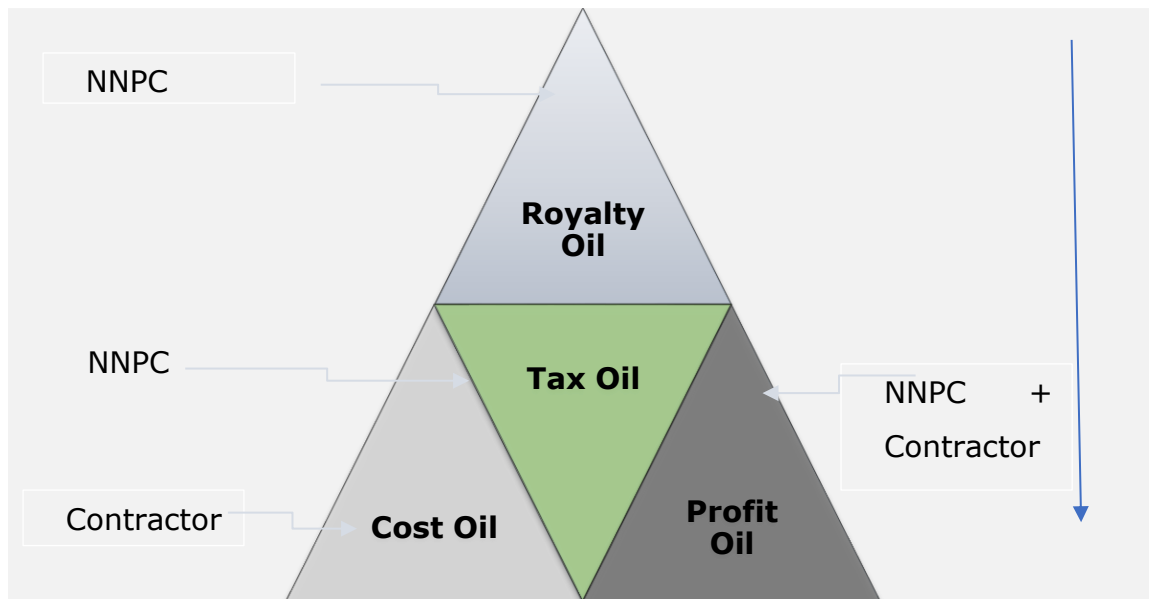 NNPC
Royalty
Oil
NNPC
Tax Oil
NNPC +
Contractor
Contractor
Cost Oil
Profit
Oil